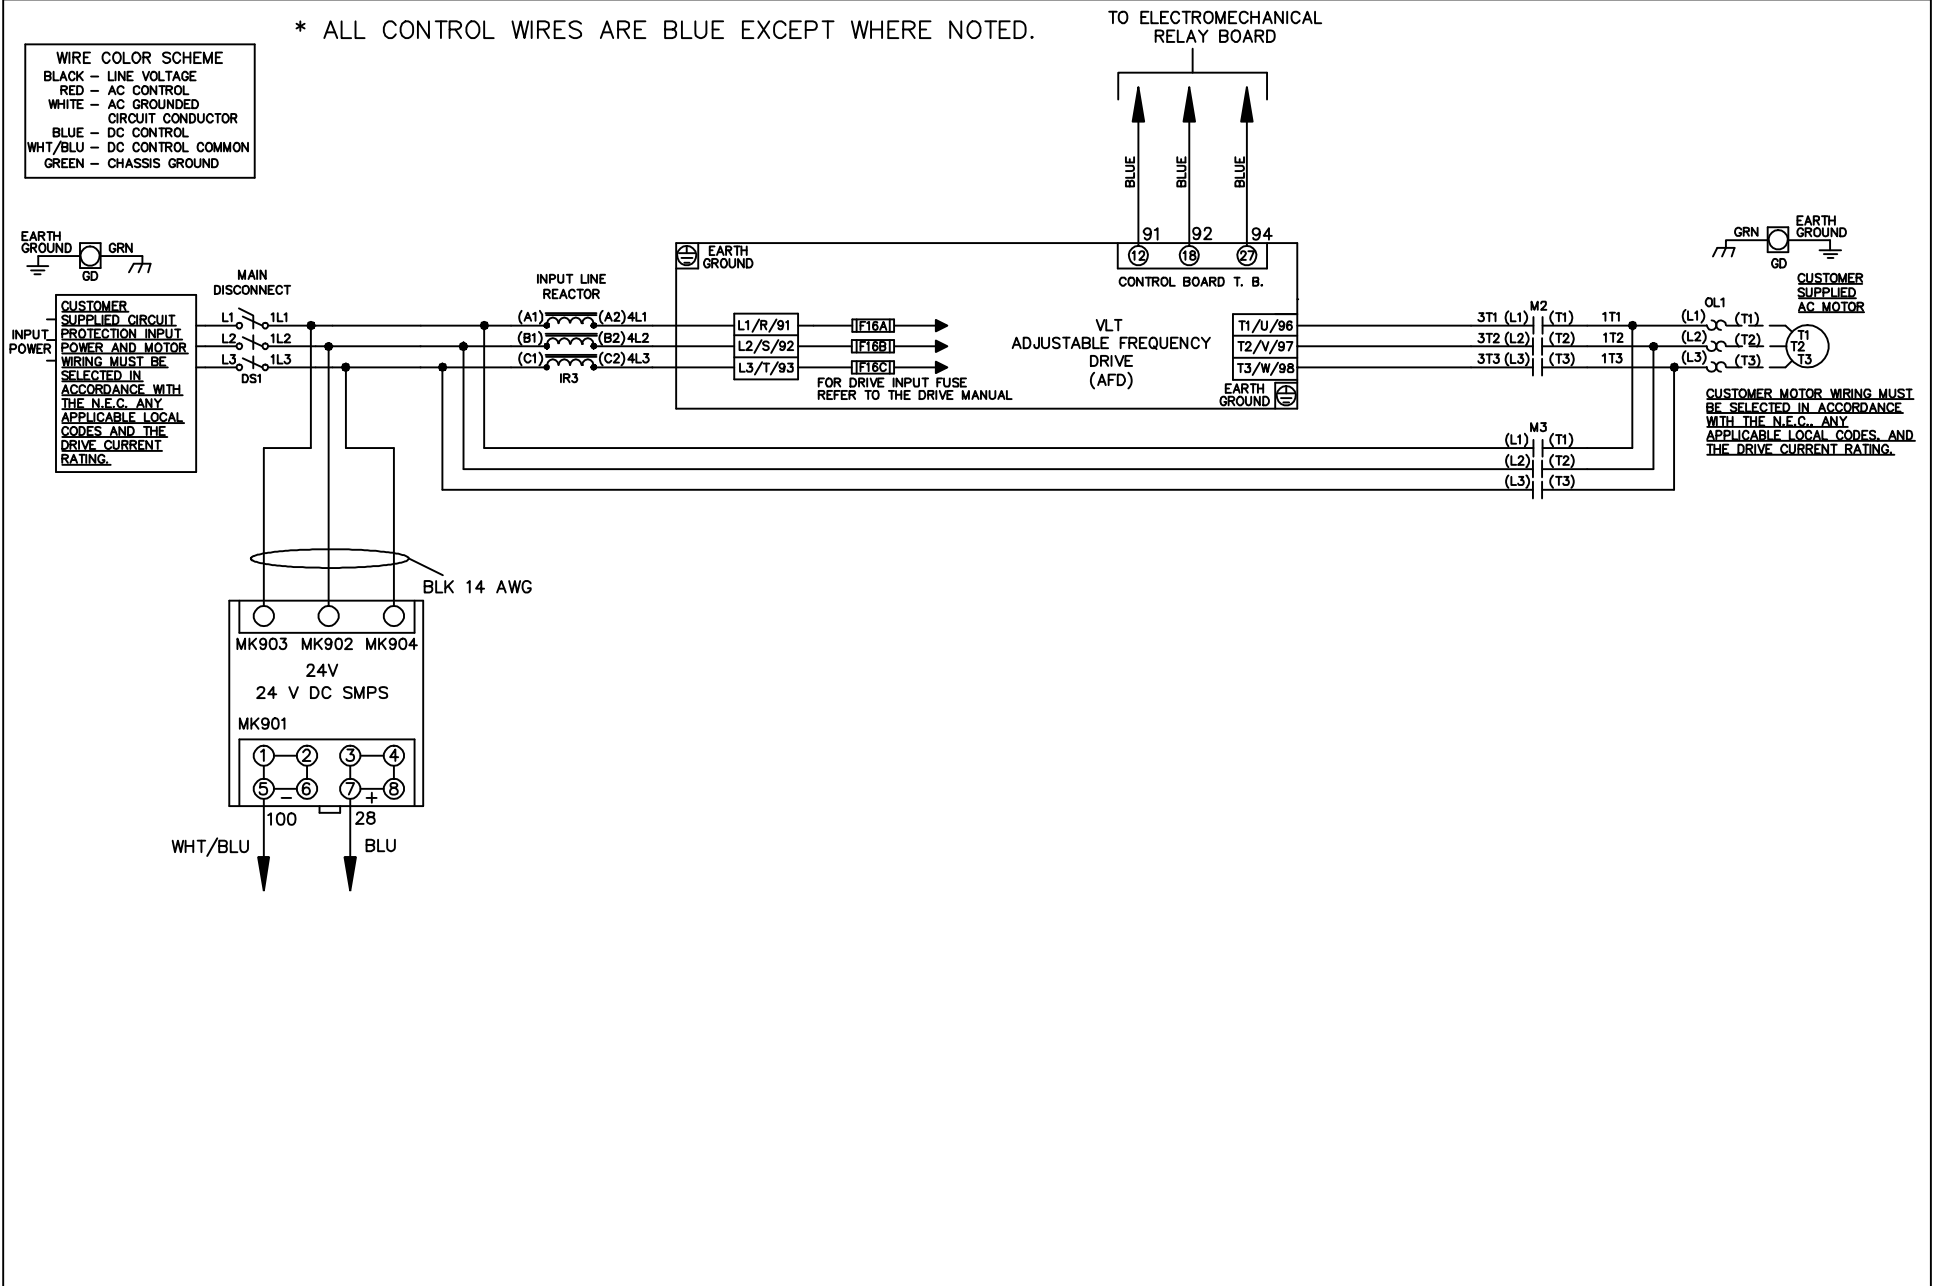 * ALL CONTROL WIRES ARE BLUE EXCEPT WHERE NOTED.
WIRE COLOR SCHEME
BLACK – LINE VOLTAGE
RED – AC CONTROL
WHITE – AC GROUNDED
CIRCUIT CONDUCTOR
BLUE – DC CONTROL
WHT/BLU – DC CONTROL COMMON
GREEN – CHASSIS GROUND
TO ELECTROMECHANICAL
RELAY BOARD
BLUE
BLUE
BLUE
91
92
94
12
18
27
CONTROL BOARD T. B.
EARTH
GROUND
GRN
GD
INPUT
POWER
CUSTOMER
SUPPLIED CIRCUIT
PROTECTION INPUT
POWER AND MOTOR
WIRING MUST BE
SELECTED IN
ACCORDANCE WITH
THE N.E.C. ANY
APPLICABLE LOCAL
CODES AND THE
DRIVE CURRENT
RATING.
MAIN
DISCONNECT
L1
1L1
L2
1L2
L3
1L3
DS1
INPUT LINE
REACTOR
(A1)
(A2)4L1
(B1)
(B2)4L2
(C1)
(C2)4L3
IR3
EARTH
GROUND
L1/R/91
L2/S/92
L3/T/93
F16A
F16B
F16C
FOR DRIVE INPUT FUSE
REFER TO THE DRIVE MANUAL
VLT
ADJUSTABLE FREQUENCY
DRIVE
(AFD)
T1/U/96
T2/V/97
T3/W/98
EARTH
GROUND
M2
3T1 (L1)
(T1)
1T1
3T2 (L2)
(T2)
1T2
3T3 (L3)
(T3)
1T3
M3
(L1)
(T1)
(L2)
(T2)
(L3)
(T3)
OL1
(L1)
(T1)
(L2)
(T2)
(L3)
(T3)
T1
T2
T3
GRN
GD
EARTH
GROUND
CUSTOMER
SUPPLIED
AC MOTOR
CUSTOMER MOTOR WIRING MUST
BE SELECTED IN ACCORDANCE
WITH THE N.E.C., ANY
APPLICABLE LOCAL CODES, AND
THE DRIVE CURRENT RATING.
BLK 14 AWG
MK903 MK902 MK904
24V
24 V DC SMPS
MK901
1 2 3 4
5 6 7 8
– +
100
28
WHT/BLU
BLU